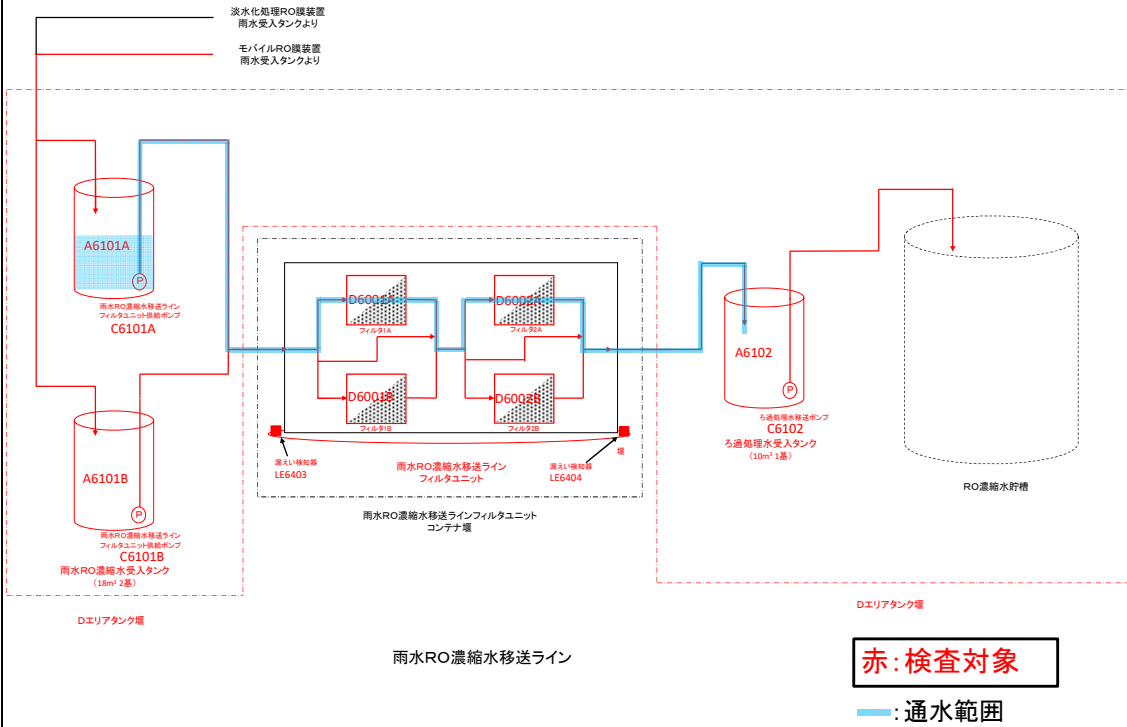 淡水化処理RO膜装置
雨水受入タンクより
モバイルRO膜装置
雨水受入タンクより
A6101A
P
雨水RO濃縮水移送ライン
フィルタユニット供給ポンプ
C6101A
A6101B
P
雨水RO濃縮水移送ライン
フィルタユニット供給ポンプ
C6101B
雨水RO濃縮水受入タンク
(18m³ 2基)
Dエリアタンク堰
D6001A
フィルタ1A
D6002A
フィルタ2A
D6001B
フィルタ1B
D6002B
フィルタ2B
漏えい検知器
LE6403
雨水RO濃縮水移送ライン
フィルタユニット
漏えい検知器
LE6404
堰
雨水RO濃縮水移送ラインフィルタユニット
コンテナ堰
A6102
P
ろ過処理水移送ポンプ
C6102
ろ過処理水受入タンク
(10m³ 1基)
RO濃縮水貯槽
Dエリアタンク堰
雨水RO濃縮水移送ライン
赤:検査対象
:通水範囲